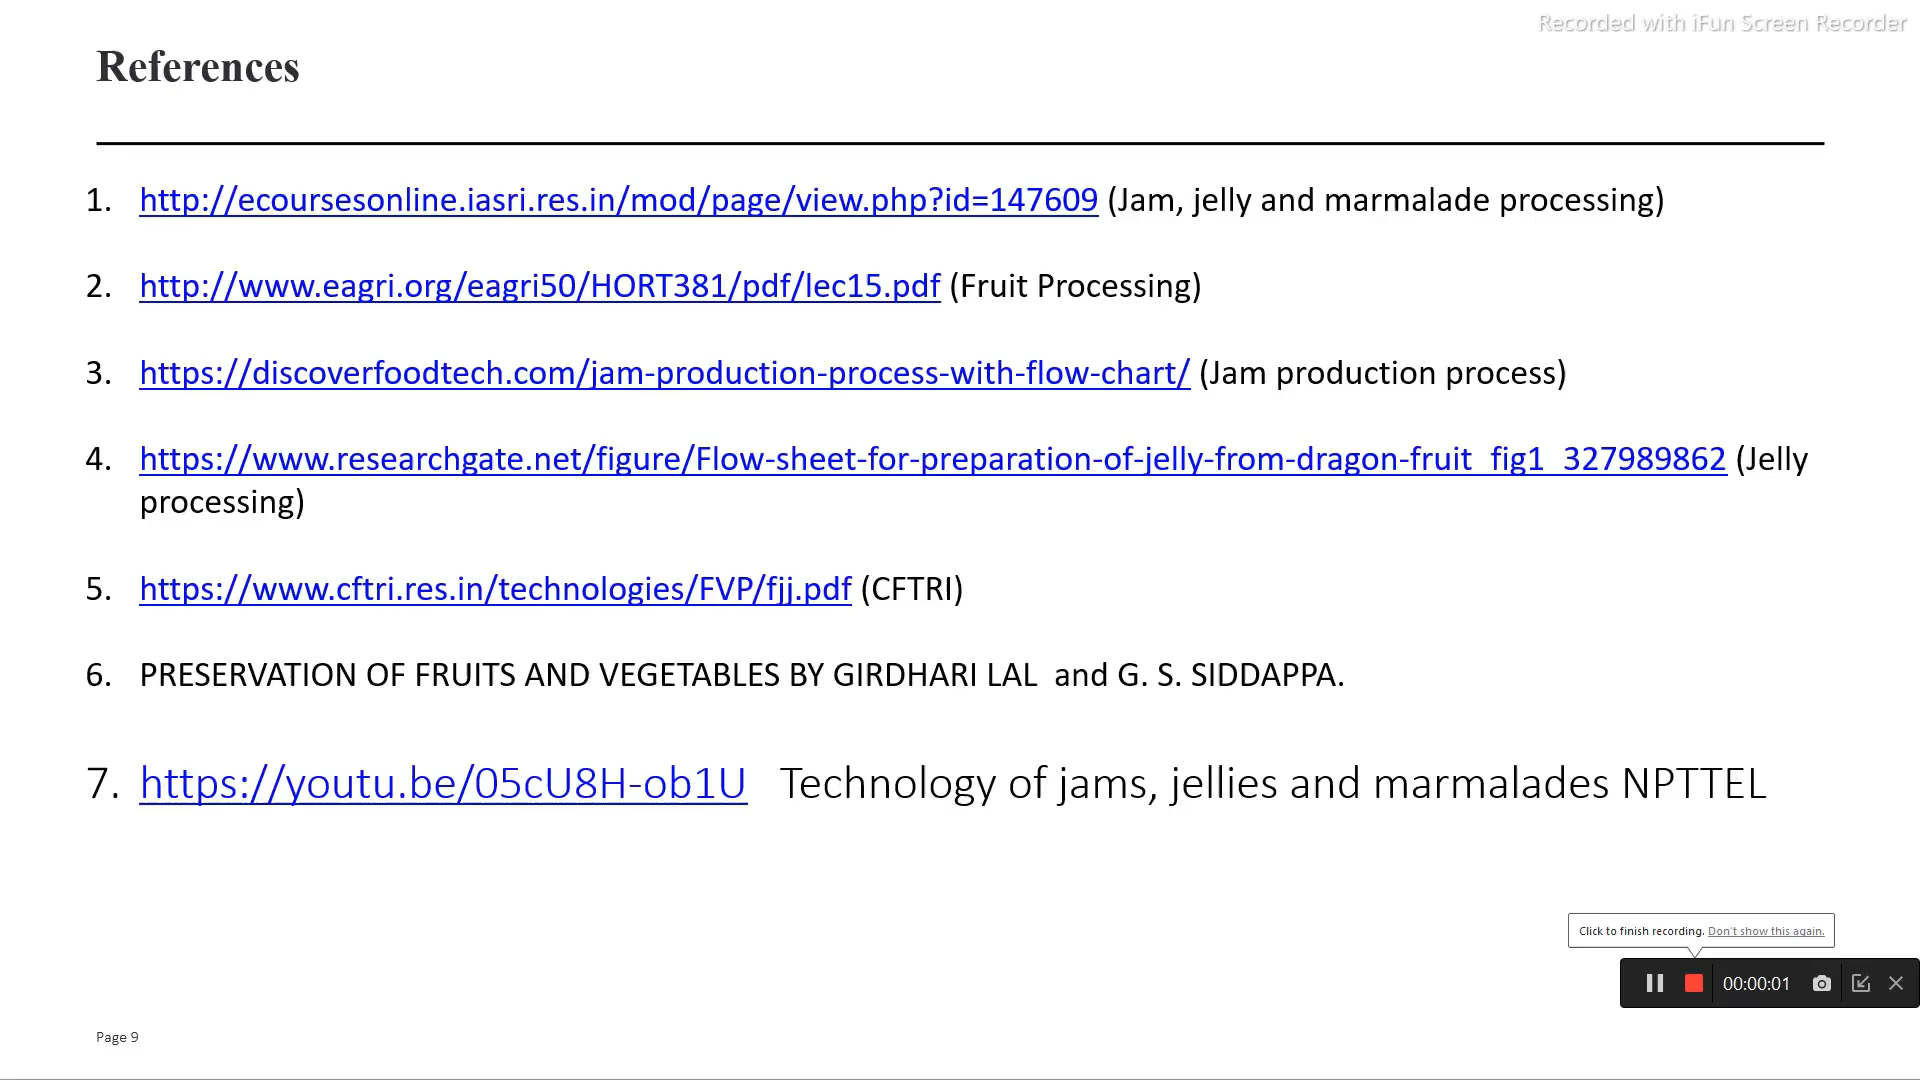 Recorded with iFun Screen Recorder
References
1. http://ecoursesonline.iasri.res.in/mod/page/view.php?id=147609 (Jam, jelly and marmalade processing)
2. http://www.eagri.org/eagri50/HORT381/pdf/lec15.pdf (Fruit Processing)
3. https://discoverfoodtech.com/jam-production-process-with-flow-chart/ (Jam production process)
4. https://www.researchgate.net/figure/Flow-sheet-for-preparation-of-jelly-from-dragon-fruit_fig1_327989862 (Jelly
processing)
5. https://www.cftri.res.in/technologies/FVP/fjj.pdf (CFTRI)
6. PRESERVATION OF FRUITS AND VEGETABLES BY GIRDHARI LAL  and G. S. SIDDAPPA.
7. https://youtu.be/05cU8H-ob1U   Technology of jams, jellies and marmalades NPTTEL
Click to finish recording. Don't show this again.
00:00:01
Page 9